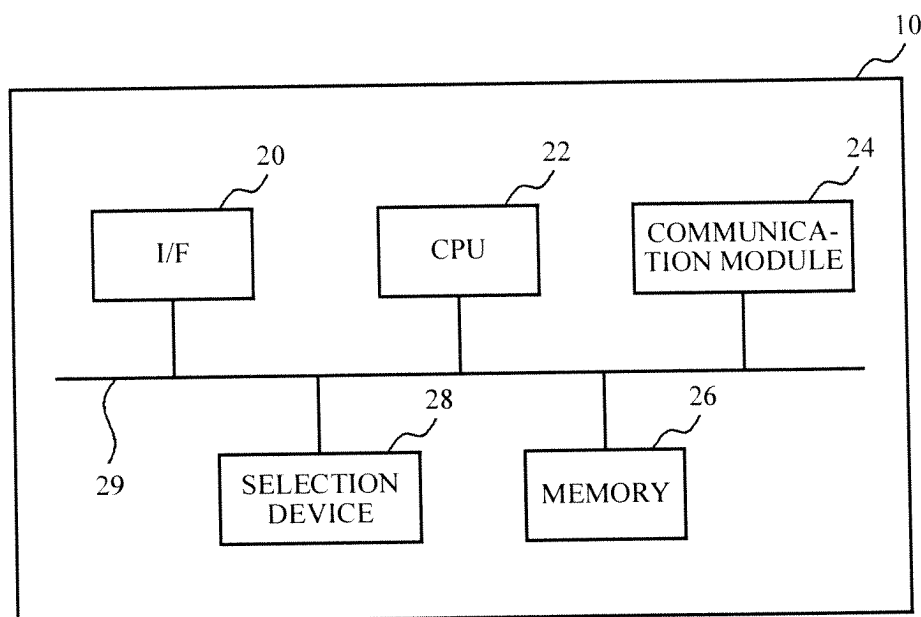 10
20
22
24
I/F
CPU
COMMUNICA-
TION MODULE
28
26
29
SELECTION
DEVICE
MEMORY